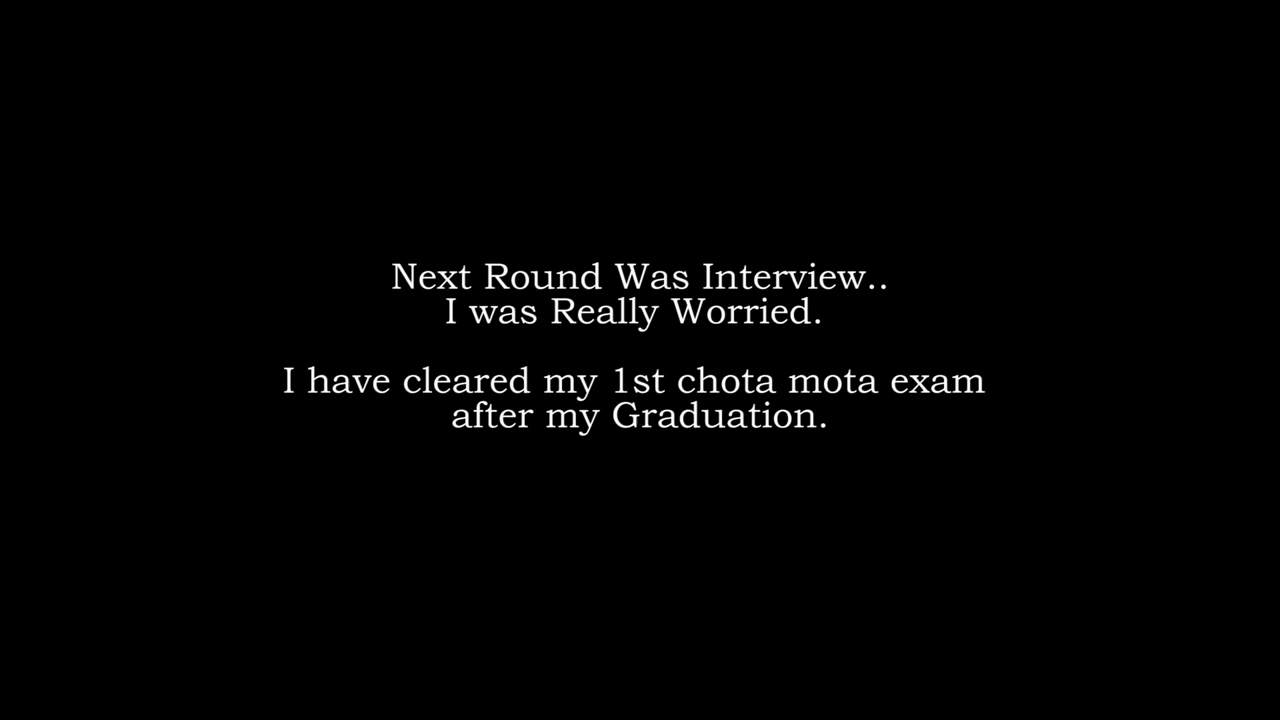 Next Round Was Interview..
I was Really Worried.
I have cleared my 1st chota mota exam
after my Graduation.